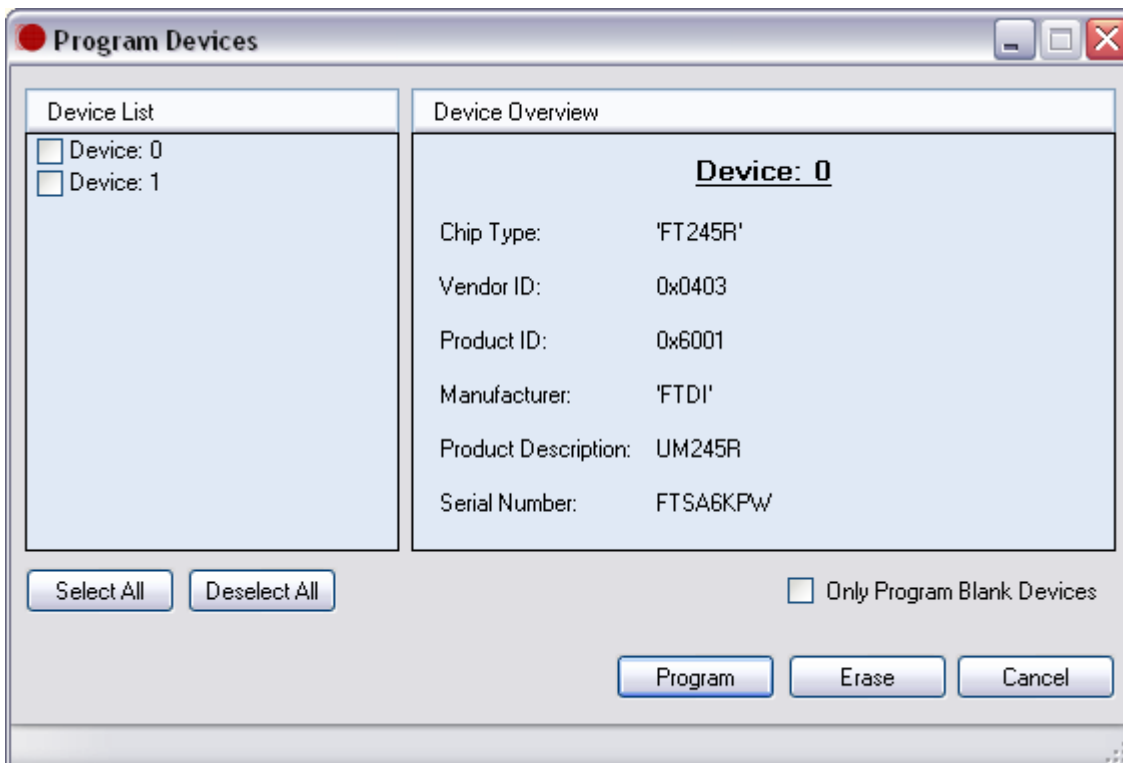 Program Devices
Device List
Device: 0
Device: 1
Device Overview
Device: 0
Chip Type: 'FT245R'
Vendor ID: 0x0403
Product ID: 0x6001
Manufacturer: 'FTDI'
Product Description: UM245R
Serial Number: FTSA6KPW
Select All Deselect All Only Program Blank Devices
Program Erase Cancel